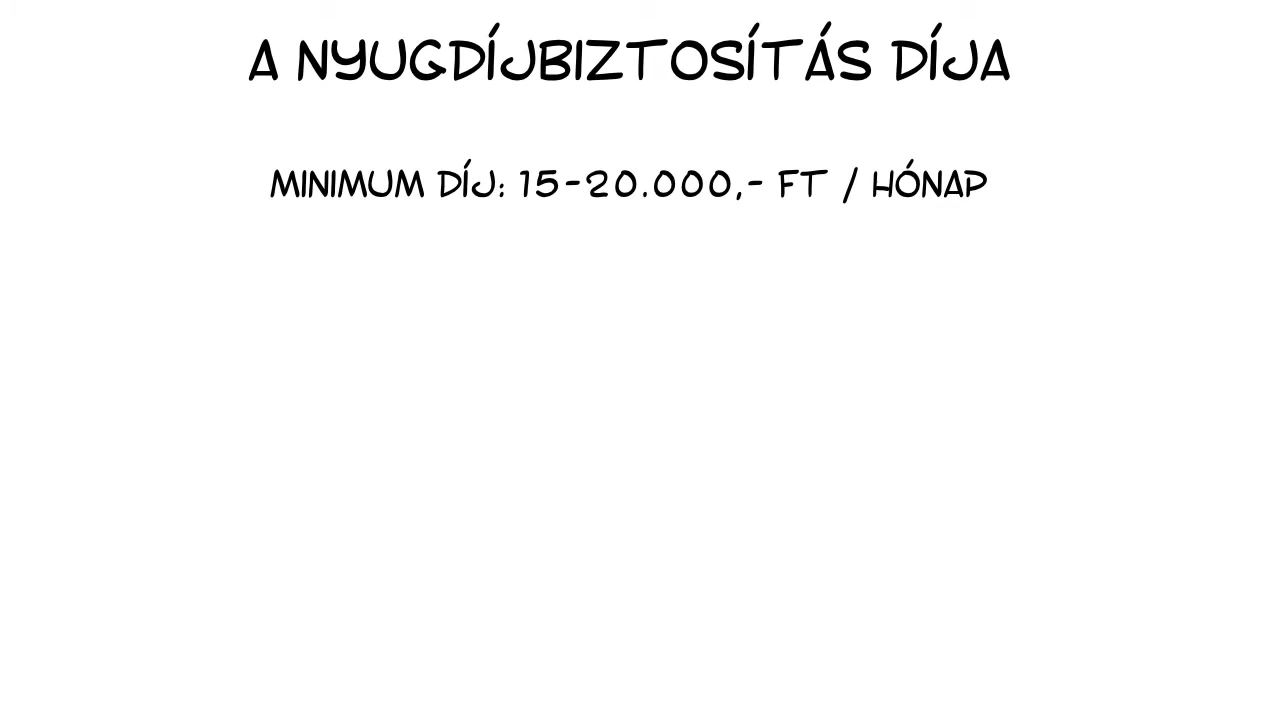 A NYUGDÍJBIZTOSÍTÁS DÍJA
MINIMUM DÍJ: 15-20.000,- FT / HÓNAP